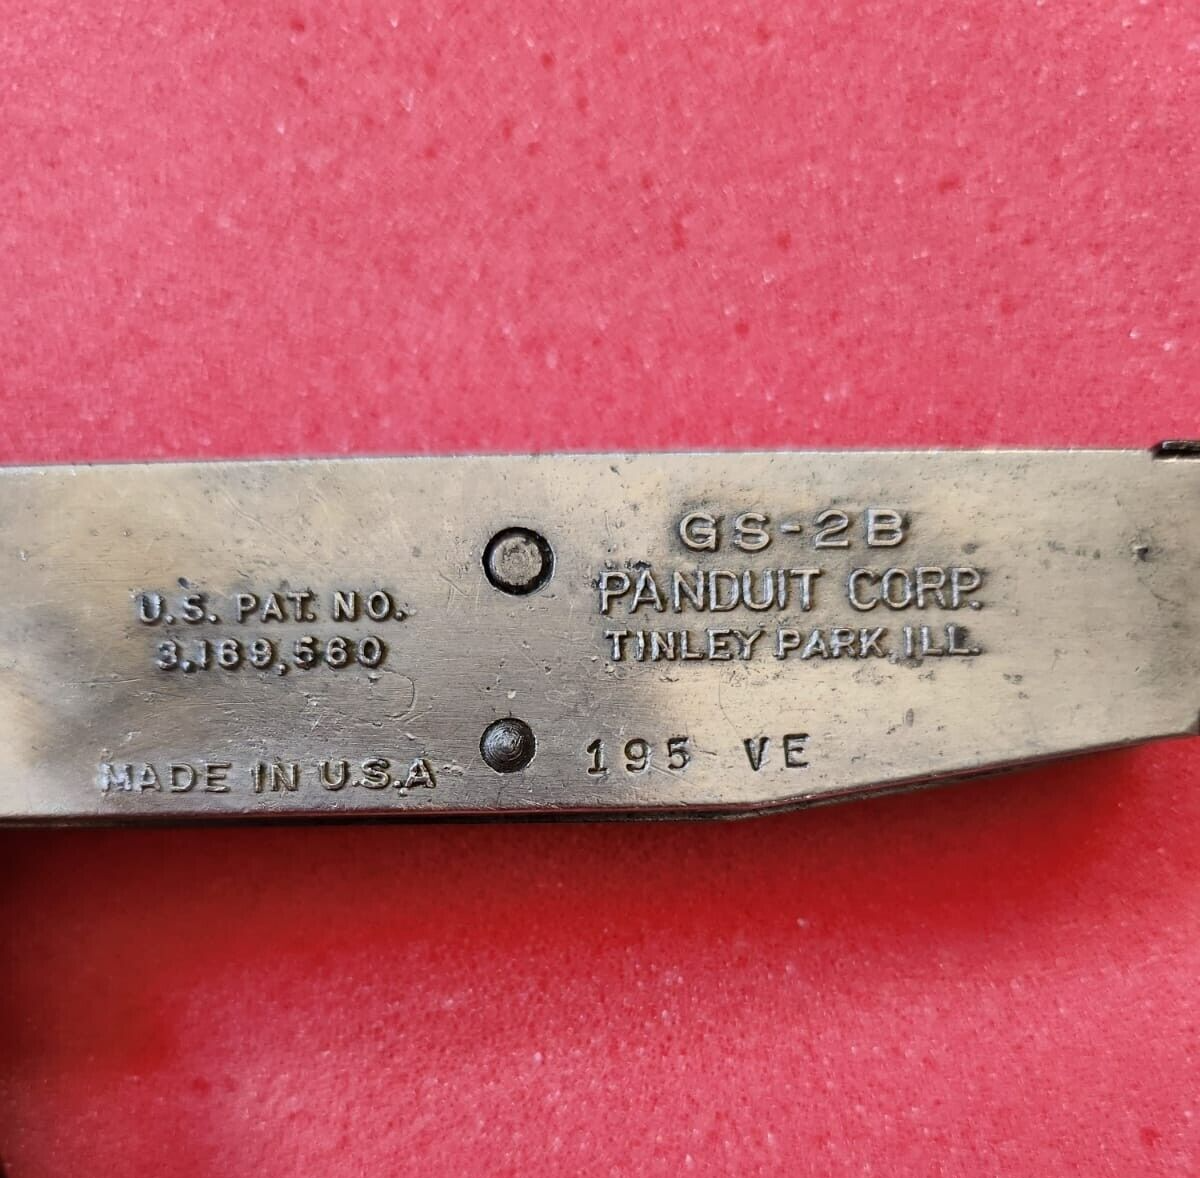 GS-2B
PANDUIT CORP.
TINLEY PARK, ILL.
195 VE
U.S. PAT. NO.
3,169,560
MADE IN U.S.A